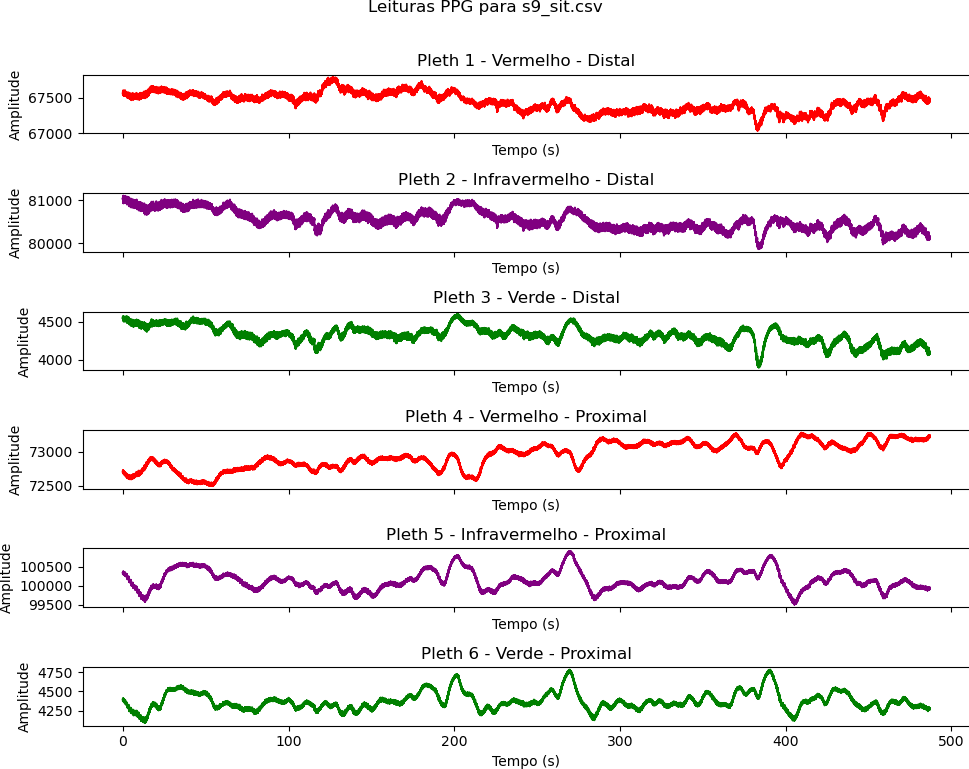 Leituras PPG para s9_sit.csv
Pleth 1 - Vermelho - Distal
Amplitude
67500
67000
Tempo (s)
Pleth 2 - Infravermelho - Distal
Amplitude
81000
80000
Tempo (s)
Pleth 3 - Verde - Distal
Amplitude
4500
4000
Tempo (s)
Pleth 4 - Vermelho - Proximal
Amplitude
73000
72500
Tempo (s)
Pleth 5 - Infravermelho - Proximal
Amplitude
100500
100000
99500
Tempo (s)
Pleth 6 - Verde - Proximal
Amplitude
4750
4500
4250
0 100 200 300 400 500
Tempo (s)